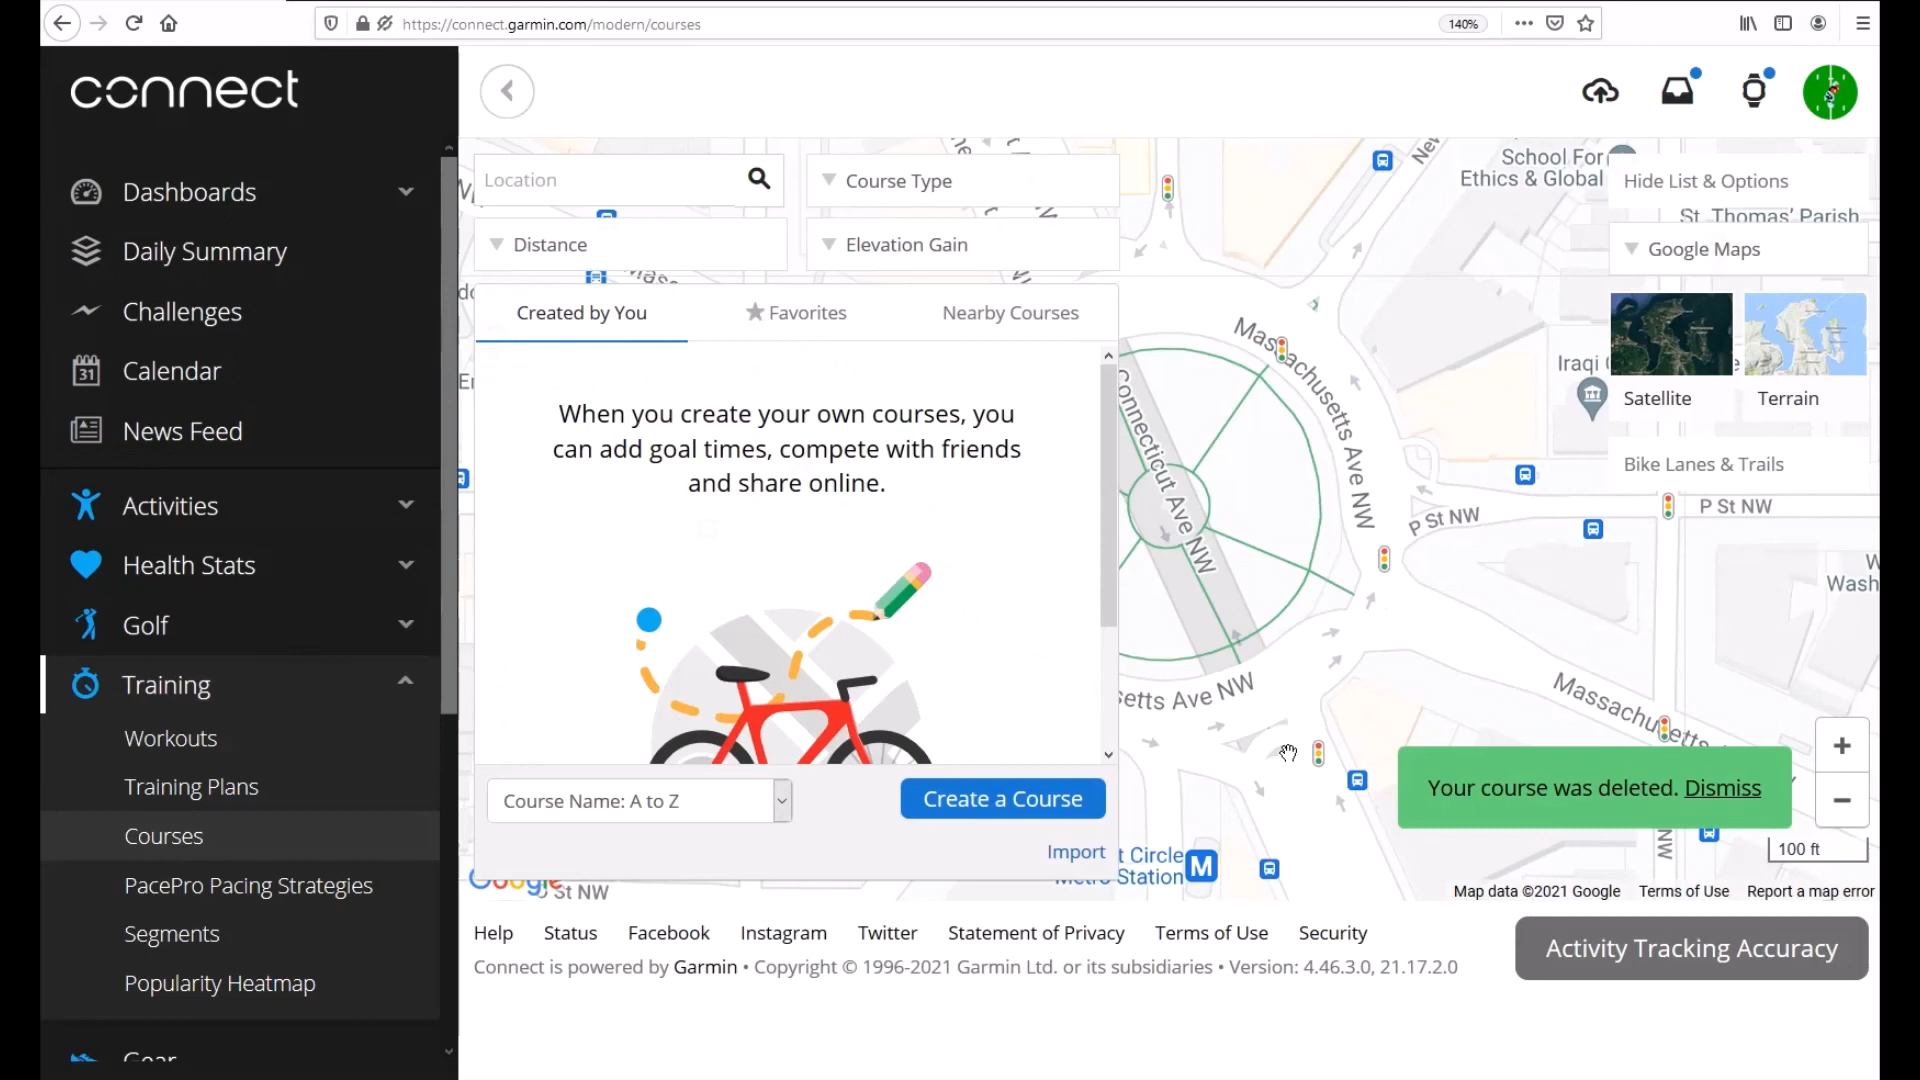 https://connect.garmin.com/modern/courses
140%
connect
Dashboards
Daily Summary
Challenges
31
Calendar
News Feed
Activities
Health Stats
Golf
Training
Workouts
Training Plans
Courses
PacePro Pacing Strategies
Segments
Popularity Heatmap
Gear
Location
Course Type
Distance
Elevation Gain
Created by You
Favorites
Nearby Courses
When you create your own courses, you
can add goal times, compete with friends
and share online.
Course Name: A to Z
Create a Course
Import
Hide List & Options
Google Maps
Satellite
Terrain
Bike Lanes & Trails
School For
Ethics & Global
St. Thomas' Parish
Iraqi
Massachusetts Ave NW
Connecticut Ave NW
P St NW
P St NW
Wash
setts Ave NW
Massachusetts
NW
t Circle
Metro Station
M
Google
St NW
Your course was deleted. Dismiss
+
−
100 ft
Map data ©2021 Google
Terms of Use
Report a map error
Help
Status
Facebook
Instagram
Twitter
Statement of Privacy
Terms of Use
Security
Connect is powered by Garmin • Copyright © 1996-2021 Garmin Ltd. or its subsidiaries • Version: 4.46.3.0, 21.17.2.0
Activity Tracking Accuracy